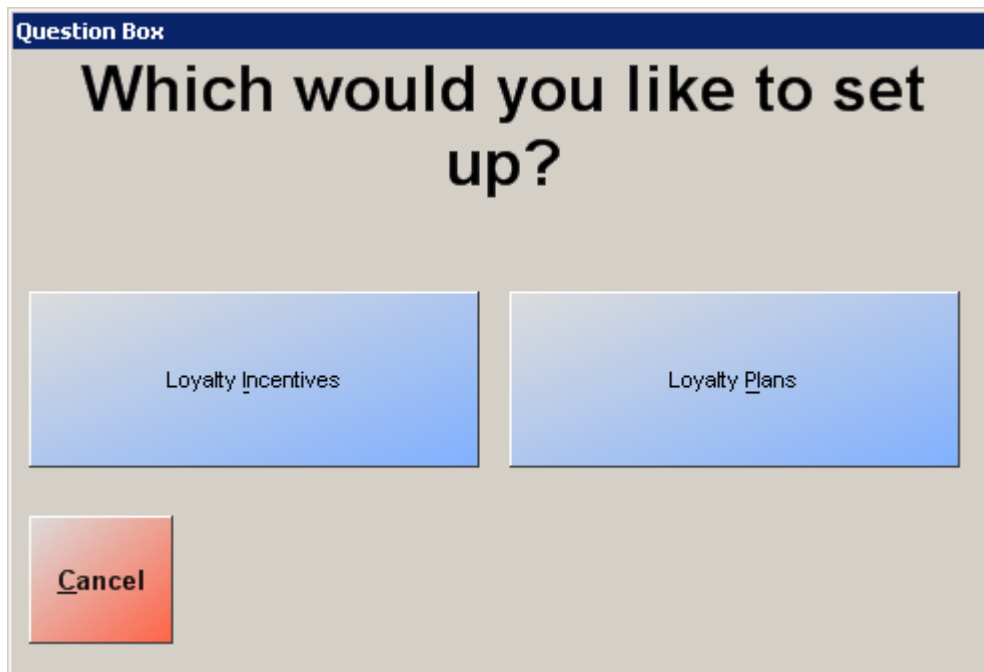 Question Box
Which would you like to set
up?
Loyalty Incentives
Loyalty Plans
Cancel